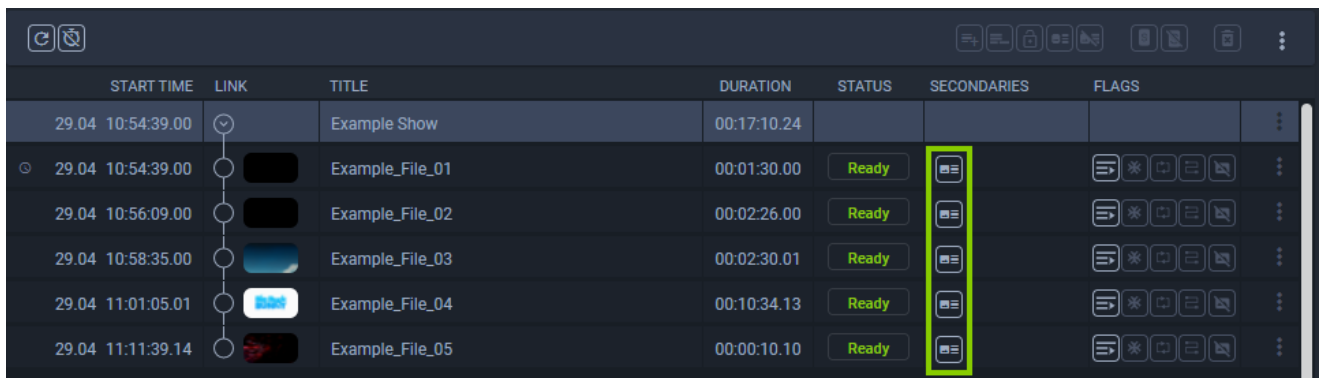 START TIME LINK TITLE DURATION STATUS SECONDARIES FLAGS
29.04 10:54:39.00 Example Show 00:17:10.24
29.04 10:54:39.00 Example_File_01 00:01:30.00 Ready
29.04 10:56:09.00 Example_File_02 00:02:26.00 Ready
29.04 10:58:35.00 Example_File_03 00:02:30.01 Ready
29.04 11:01:05.01 Example_File_04 00:10:34.13 Ready
29.04 11:11:39.14 Example_File_05 00:00:10.10 Ready